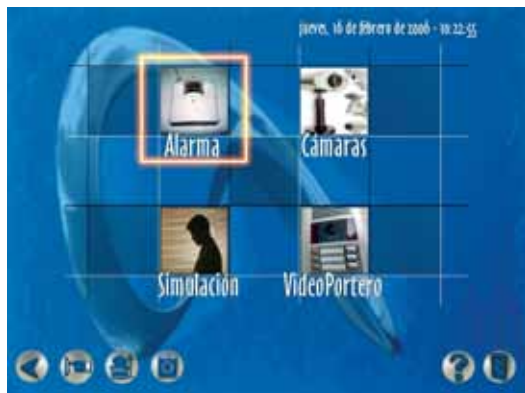 jueves, 16 de febrero de 2006 - 10:22:55
Alarma
Cámaras
Simulación
VideoPortero
?